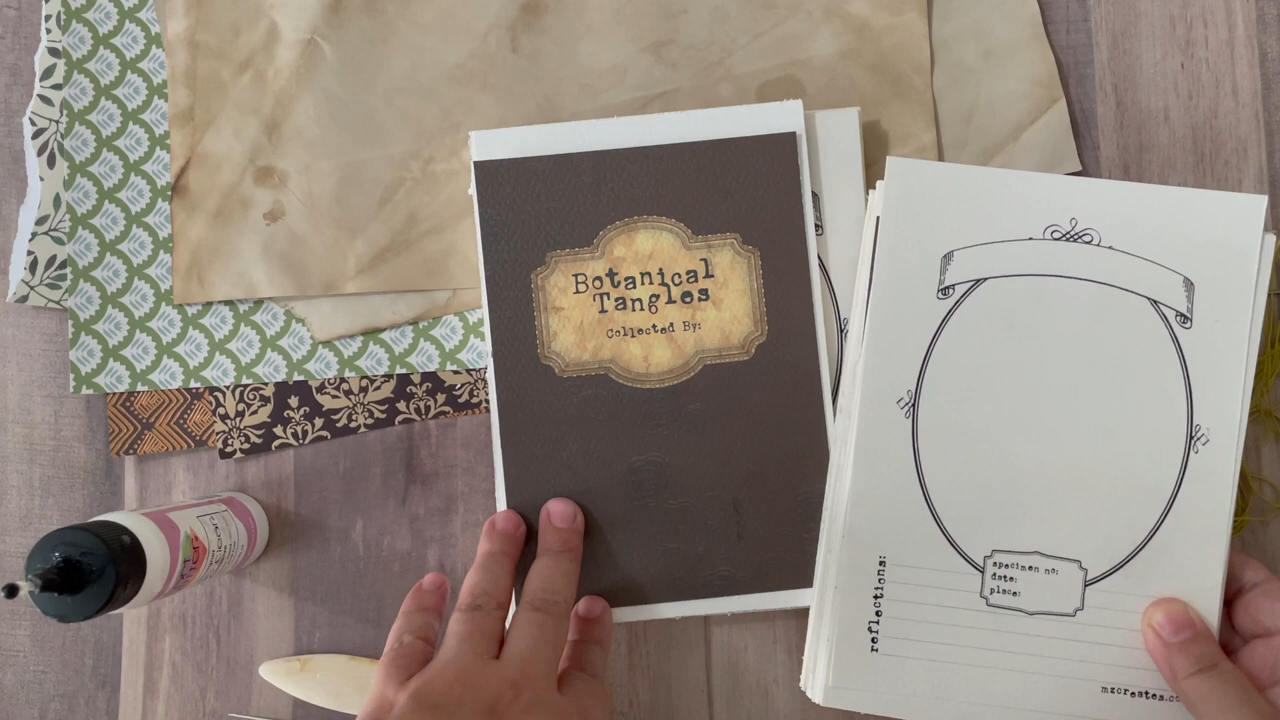 Botanical
Tangles
Collected By:
specimen no:
date:
place:
reflections:
mzcreates.co